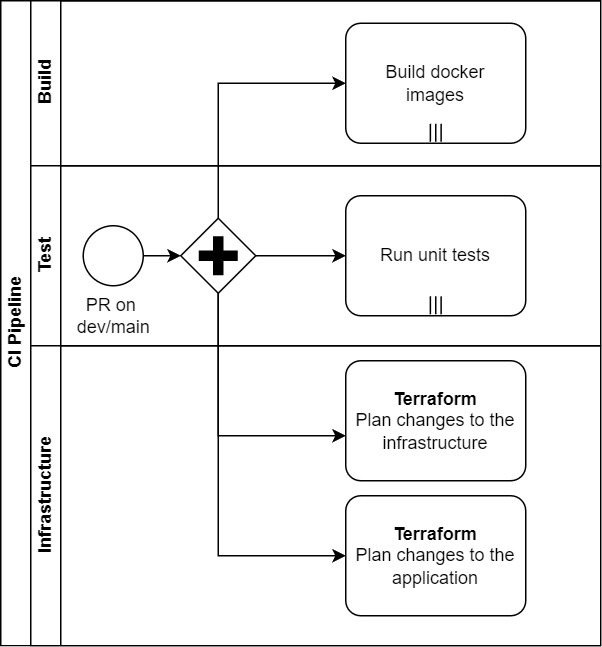 CI Pipeline
Build
Build docker
images
Test
PR on
dev/main
Run unit tests
Infrastructure
Terraform
Plan changes to the
infrastructure
Terraform
Plan changes to the
application